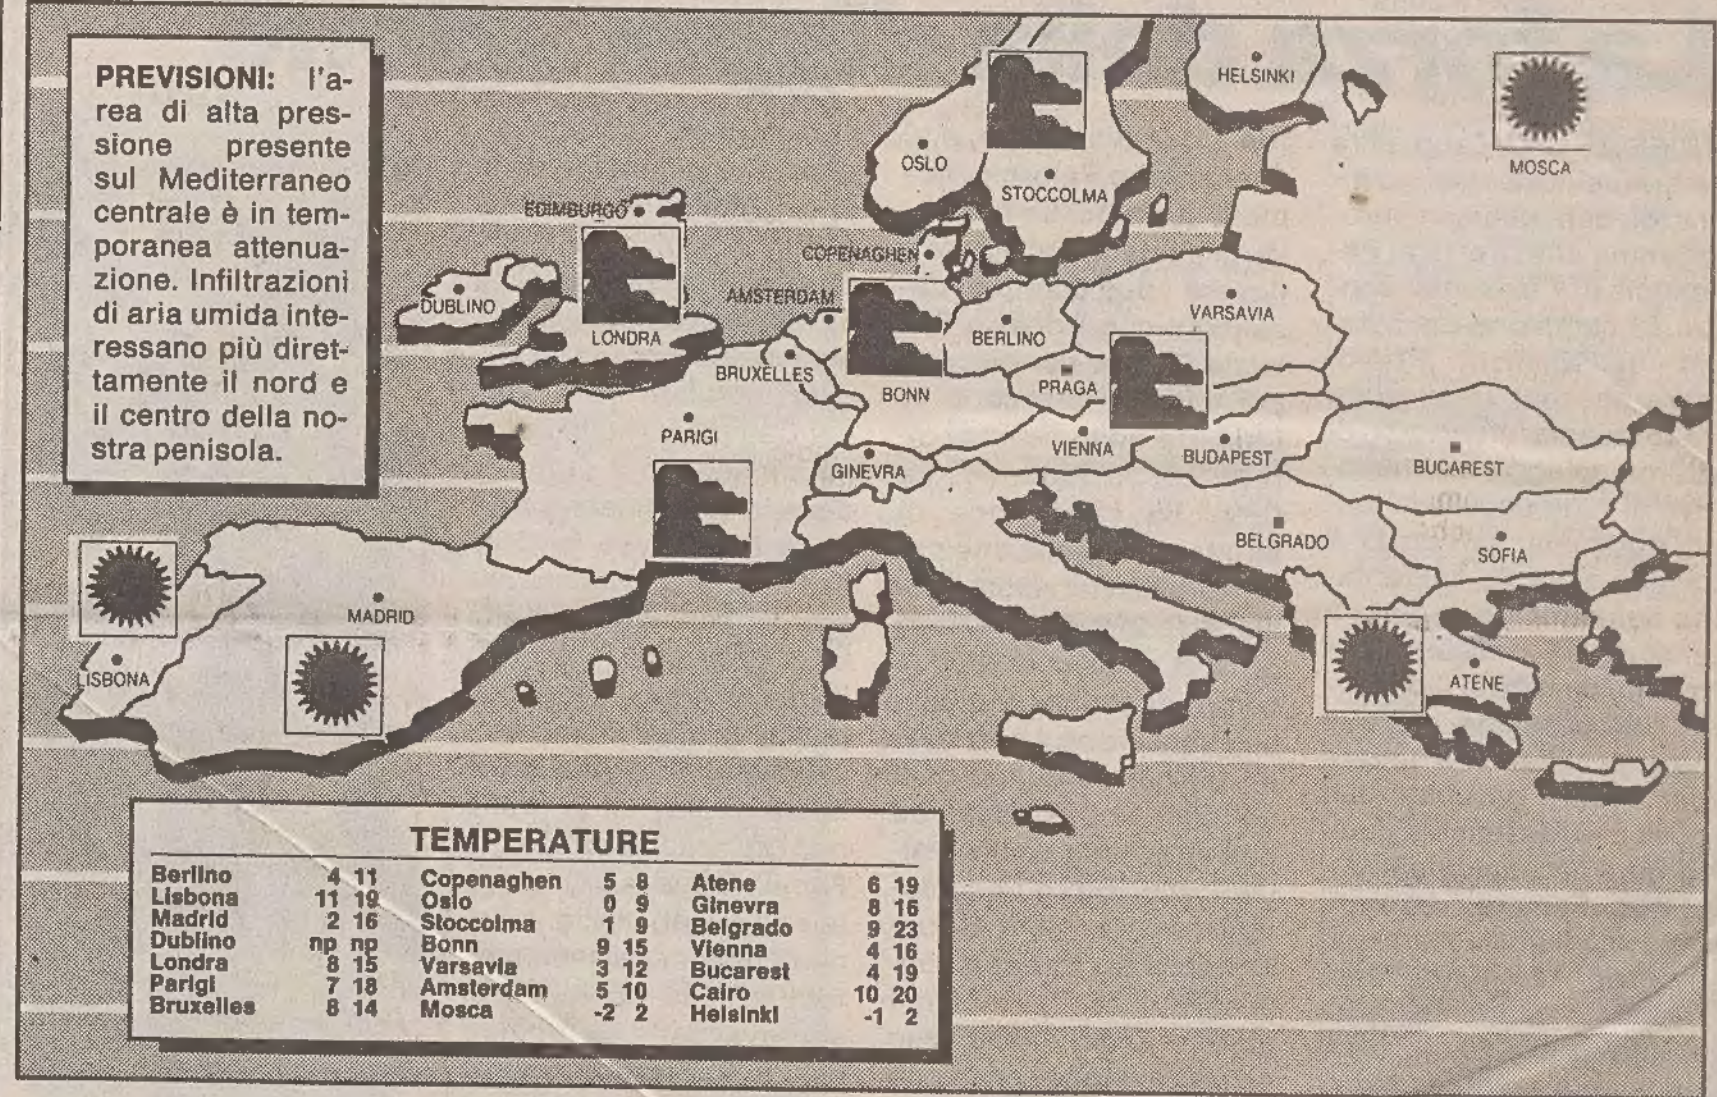 PREVISIONI: l'a-
rea di alta pres-
sione presente
sul Mediterraneo
centrale è in tem-
poranea attenua-
zione. Infiltrazioni
di aria umida inte-
ressano più diret-
tamente il nord e
il centro della no-
stra penisola.
HELSINKI
MOSCA
OSLO
STOCCOLMA
EDIMBURGO
COPENAGHEN
DUBLINO
AMSTERDAM
VARSAVIA
LONDRA
BERLINO
BRUXELLES
PRAGA
BONN
PARIGI
VIENNA
BUDAPEST
GINEVRA
BUCAREST
BELGRADO
SOFIA
MADRID
LISBONA
ATENE
TEMPERATURE
Berlino 4 11
Lisbona 11 19
Madrid 2 16
Dublino np np
Londra 8 15
Parigi 7 18
Bruxelles 8 14
Copenaghen 5 8
Oslo 0 9
Stoccolma 1 9
Bonn 9 15
Varsavia 3 12
Amsterdam 5 10
Mosca -2 2
Atene 6 19
Ginevra 8 16
Belgrado 9 23
Vienna 4 16
Bucarest 4 19
Cairo 10 20
Helsinki -1 2